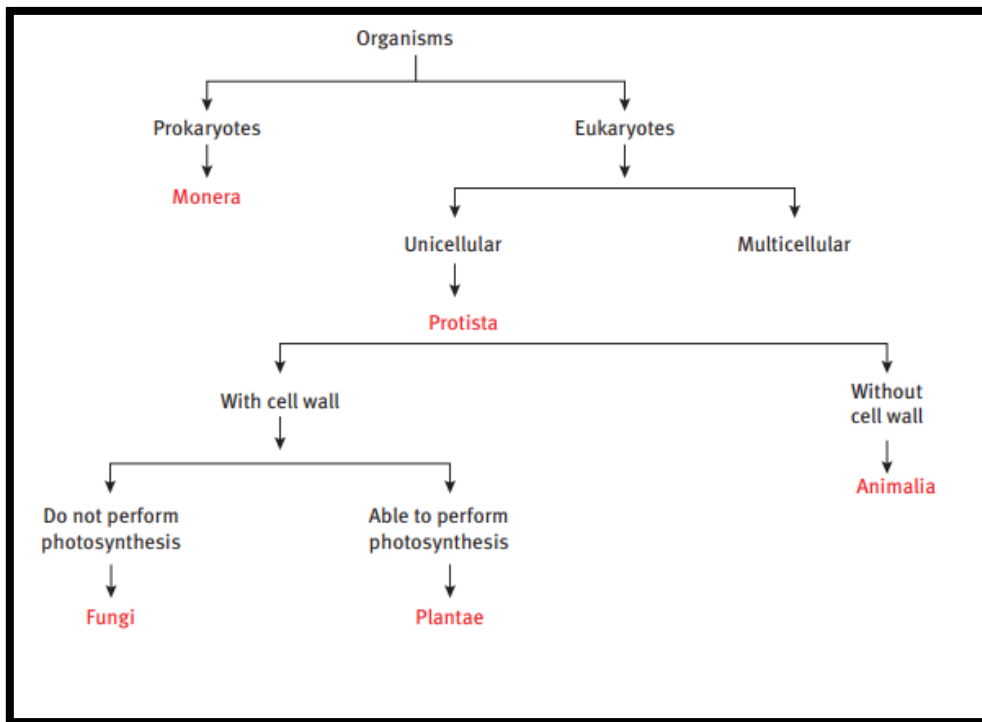 Organisms
Prokaryotes
Eukaryotes
Monera
Unicellular
Multicellular
Protista
With cell wall
Without
cell wall
Animalia
Do not perform
photosynthesis
Able to perform
photosynthesis
Fungi
Plantae